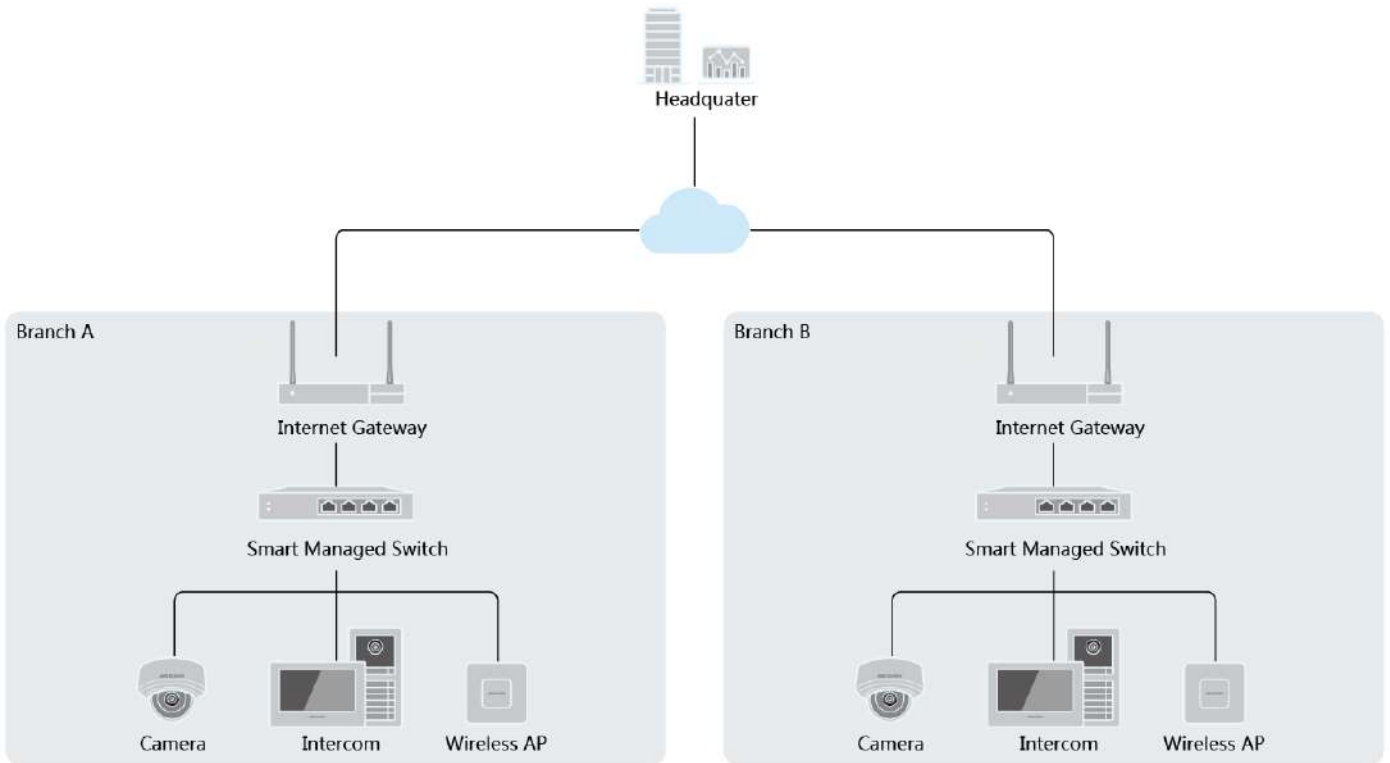 Headquater
Branch A
Branch B
Internet Gateway
Internet Gateway
Smart Managed Switch
Smart Managed Switch
Camera
Intercom
Wireless AP
Camera
Intercom
Wireless AP